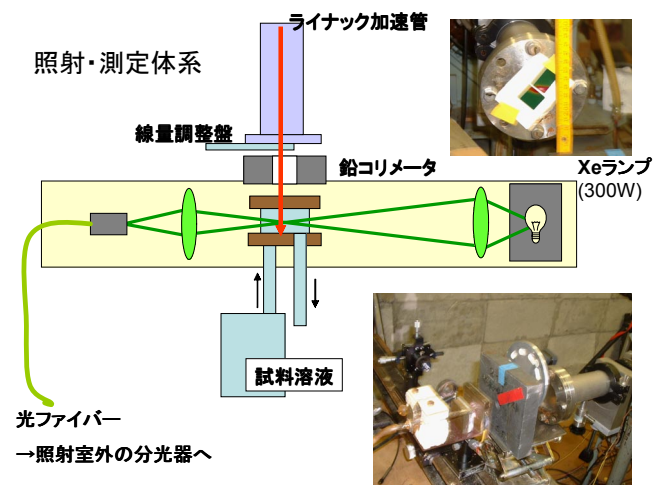 ライナック加速管
照射・測定体系
線量調整盤
鉛コリメータ
Xeランプ
(300W)
試料溶液
光ファイバー
→照射室外の分光器へ